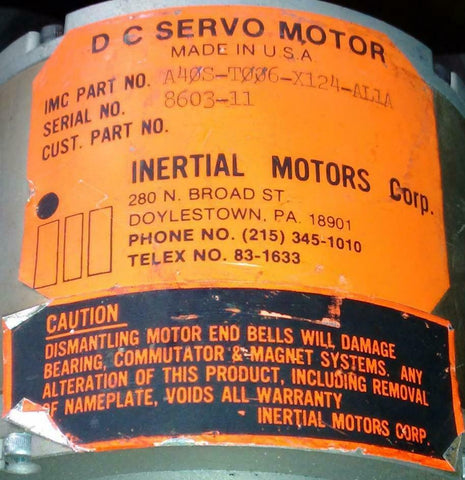 D C SERVO MOTOR
MADE IN U.S.A
IMC PART NO. A40S-T006-X124-AL1A
SERIAL NO. 8603-11
CUST. PART NO.
INERTIAL MOTORS Corp.
280 N. BROAD ST.
DOYLESTOWN, PA. 18901
PHONE NO. (215) 345-1010
TELEX NO. 83-1633
CAUTION
DISMANTLING MOTOR END BELLS WILL DAMAGE
BEARING, COMMUTATOR & MAGNET SYSTEMS. ANY
ALTERATION OF THIS PRODUCT, INCLUDING REMOVAL
OF NAMEPLATE, VOIDS ALL WARRANTY
INERTIAL MOTORS CORP.